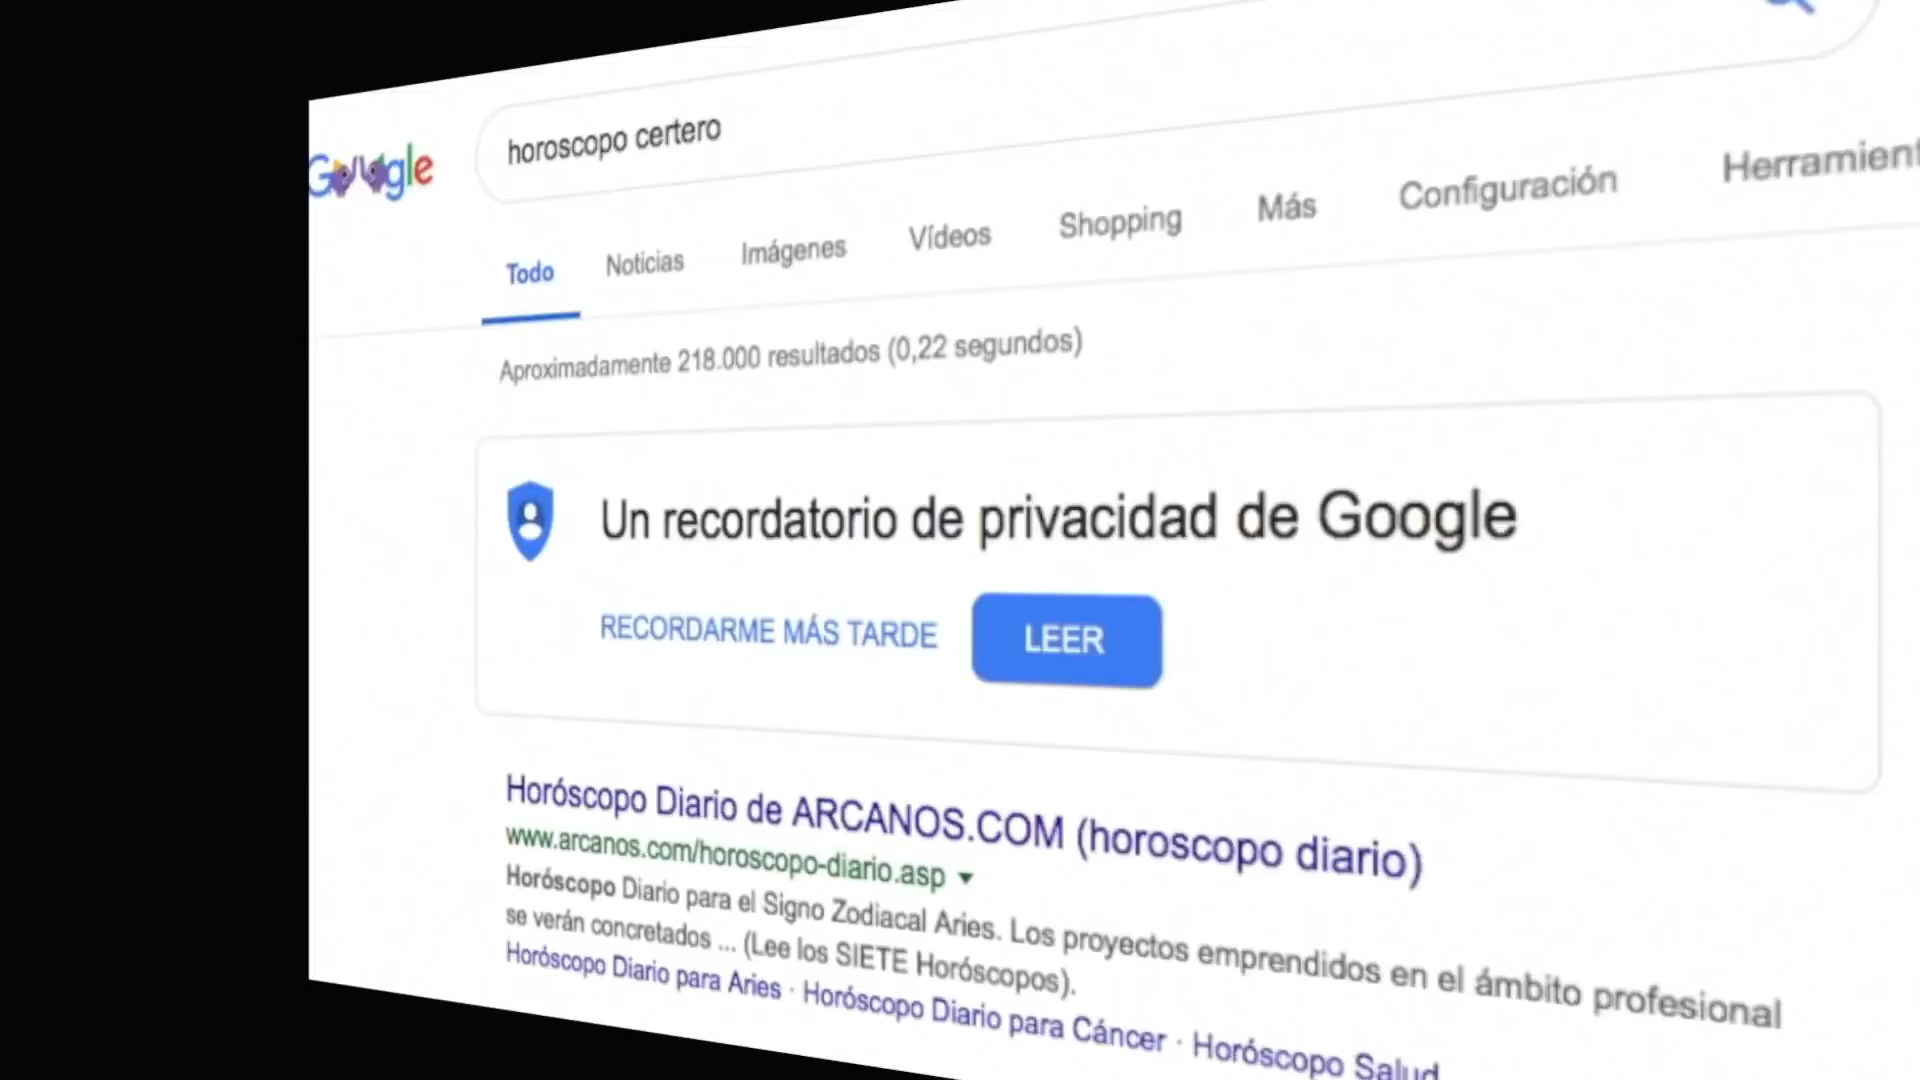 Google
horoscopo certero
Todo Noticias Imágenes Vídeos Shopping Más Configuración
Aproximadamente 218.000 resultados (0,22 segundos)
Un recordatorio de privacidad de Google
RECORDARME MÁS TARDE LEER
Horóscopo Diario de ARCANOS.COM (horoscopo diario)
www.arcanos.com/horoscopo-diario.asp
Horóscopo Diario para el Signo Zodiacal Aries. Los proyectos emprendidos en el ámbito profesional
se verán concretados ... (Lee los SIETE Horóscopos).
Horóscopo Diario para Aries · Horóscopo Diario para Cáncer · Horóscopo Salud